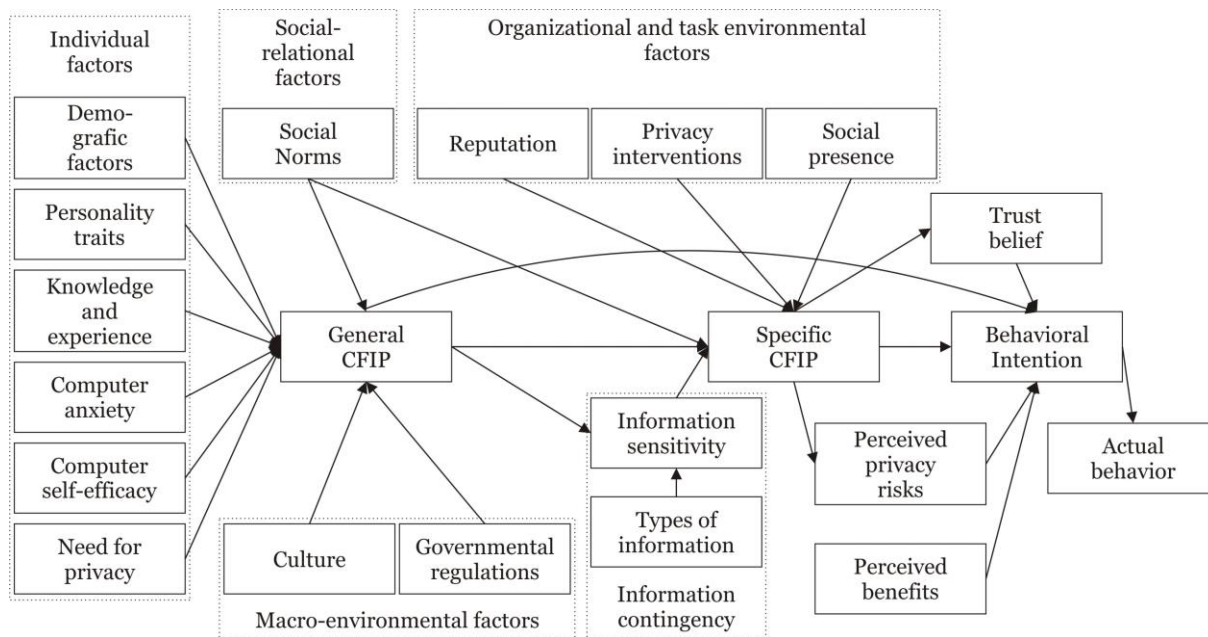 Individual
factors
Demo-
grafic
factors
Personality
traits
Knowledge
and
experience
Computer
anxiety
Computer
self-efficacy
Need for
privacy
Social-
relational
factors
Social
Norms
Organizational and task environmental
factors
Reputation
Privacy
interventions
Social
presence
Trust
belief
General
CFIP
Specific
CFIP
Behavioral
Intention
Information
sensitivity
Types of
information
Information
contingency
Perceived
privacy
risks
Perceived
benefits
Actual
behavior
Culture
Governmental
regulations
Macro-environmental factors